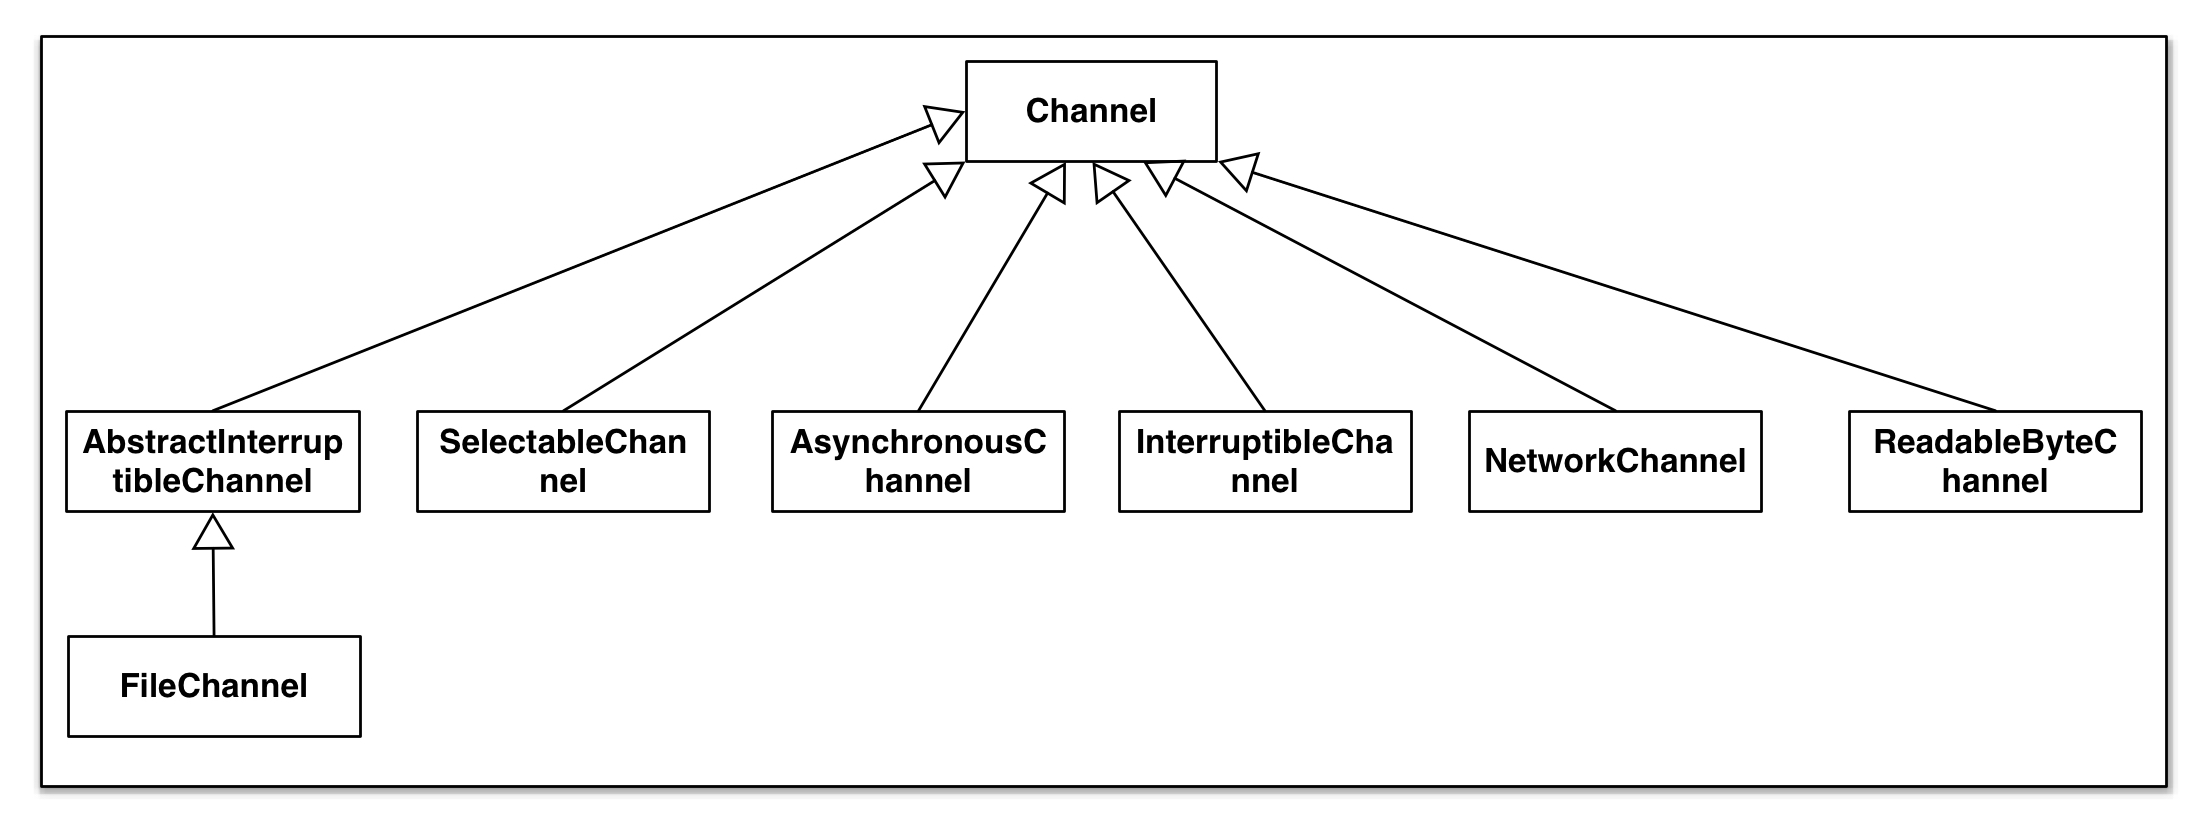 Channel
AbstractInterrup
tibleChannel
SelectableChan
nel
AsynchronousC
hannel
InterruptibleCha
nnel
NetworkChannel
ReadableByteC
hannel
FileChannel